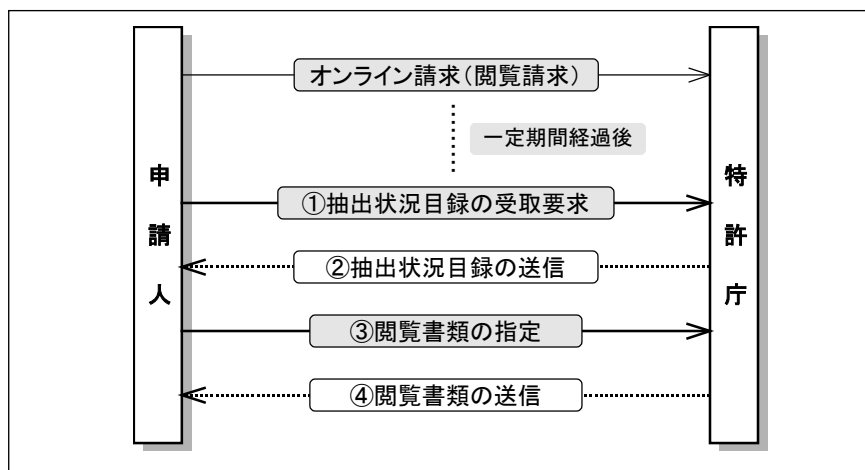 オンライン請求(閲覧請求)
一定期間経過後
申請人
特許庁
①抽出状況目録の受取要求
②抽出状況目録の送信
③閲覧書類の指定
④閲覧書類の送信